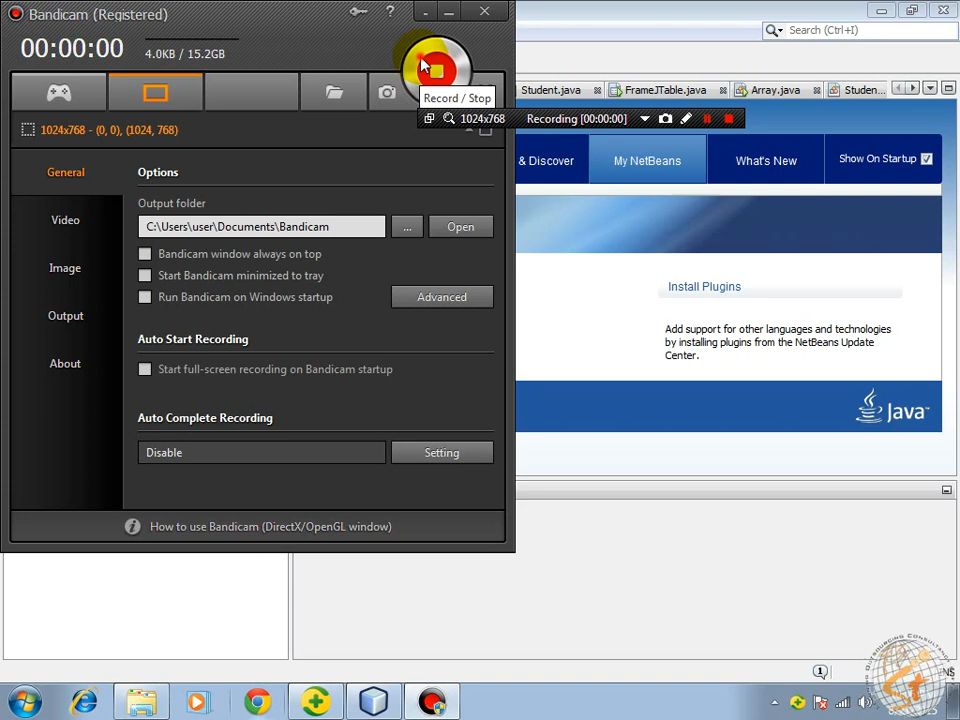 Bandicam (Registered)
00:00:00
4.0KB / 15.2GB
Search (Ctrl+I)
Record / Stop
Student.java
FrameJTable.java
Array.java
Studen...
1024x768
Recording [00:00:00]
1024x768 - (0, 0), (1024, 768)
& Discover
My NetBeans
What's New
Show On Startup
General
Video
Image
Output
About
Options
Output folder
C:\Users\user\Documents\Bandicam
...
Open
Bandicam window always on top
Start Bandicam minimized to tray
Run Bandicam on Windows startup
Advanced
Auto Start Recording
Start full-screen recording on Bandicam startup
Auto Complete Recording
Disable
Setting
How to use Bandicam (DirectX/OpenGL window)
Install Plugins
Add support for other languages and technologies
by installing plugins from the NetBeans Update
Center.
Java